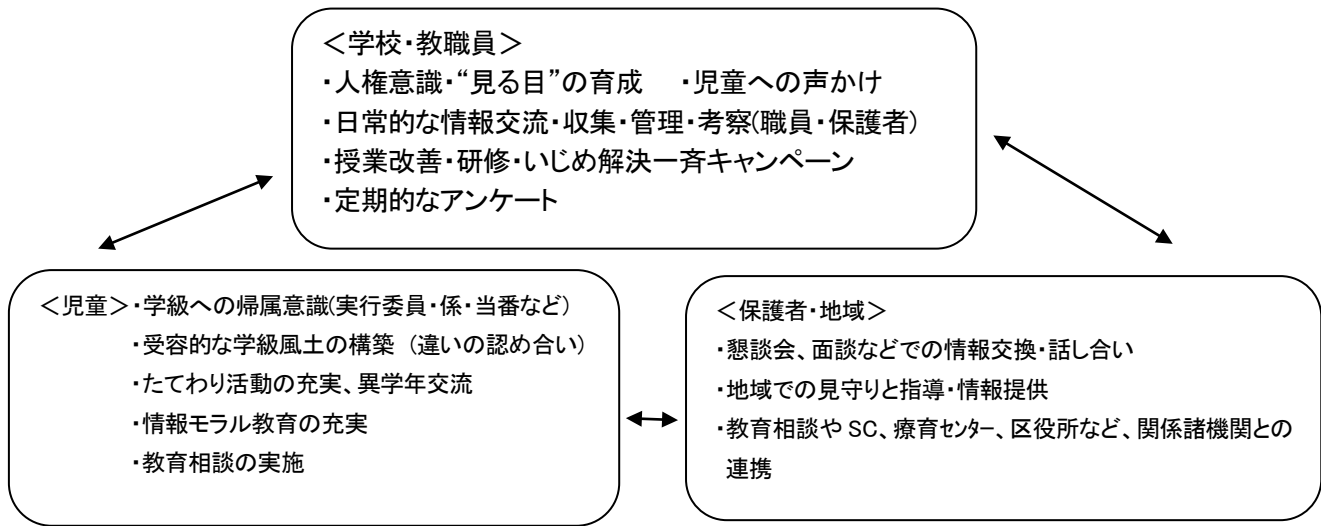 ＜学校・教職員＞
・人権意識・“見る目”の育成　・児童への声かけ
・日常的な情報交流・収集・管理・考察(職員・保護者)
・授業改善・研修・いじめ解決一斉キャンペーン
・定期的なアンケート
＜児童＞・学級への帰属意識(実行委員・係・当番など)
・受容的な学級風土の構築 (違いの認め合い)
・たてわり活動の充実、異学年交流
・情報モラル教育の充実
・教育相談の実施
＜保護者・地域＞
・懇談会、面談などでの情報交換・話し合い
・地域での見守りと指導・情報提供
・教育相談や SC、療育センター、区役所など、関係諸機関との
連携